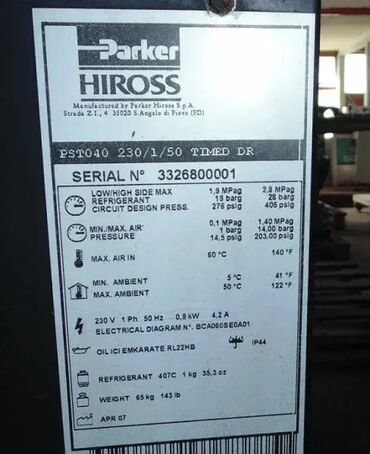 Parker
HIROSS
Manufactured by Parker Hiross S.p.A.
Strada Z.I., 4 35020 S.Angelo di Piove (PD)
PST040 230/1/50 TIMED DR
SERIAL N° 3326800001
LOW/HIGH SIDE MAX 1,9 MPag 2,8 MPag
REFRIGERANT 19 barg 28 barg
CIRCUIT DESIGN PRESS. 276 psig 406 psig
MIN./MAX. AIR 0,1 MPag 1,40 MPag
PRESSURE 1 barg 14,00 barg
14,5 psig 203,00 psig
MAX. AIR IN 60 °C 140 °F
MIN. AMBIENT 5 °C 41 °F
MAX. AMBIENT 50 °C 122 °F
230 V 1 Ph 50 Hz 0,9 kW 4,2 A
ELECTRICAL DIAGRAM N°. BCA060SE0A01
OIL ICI EMKARATE RL22HB IP44
REFRIGERANT 407C 1 kg 35,3 oz
WEIGHT 65 kg 143 lb
APR 07